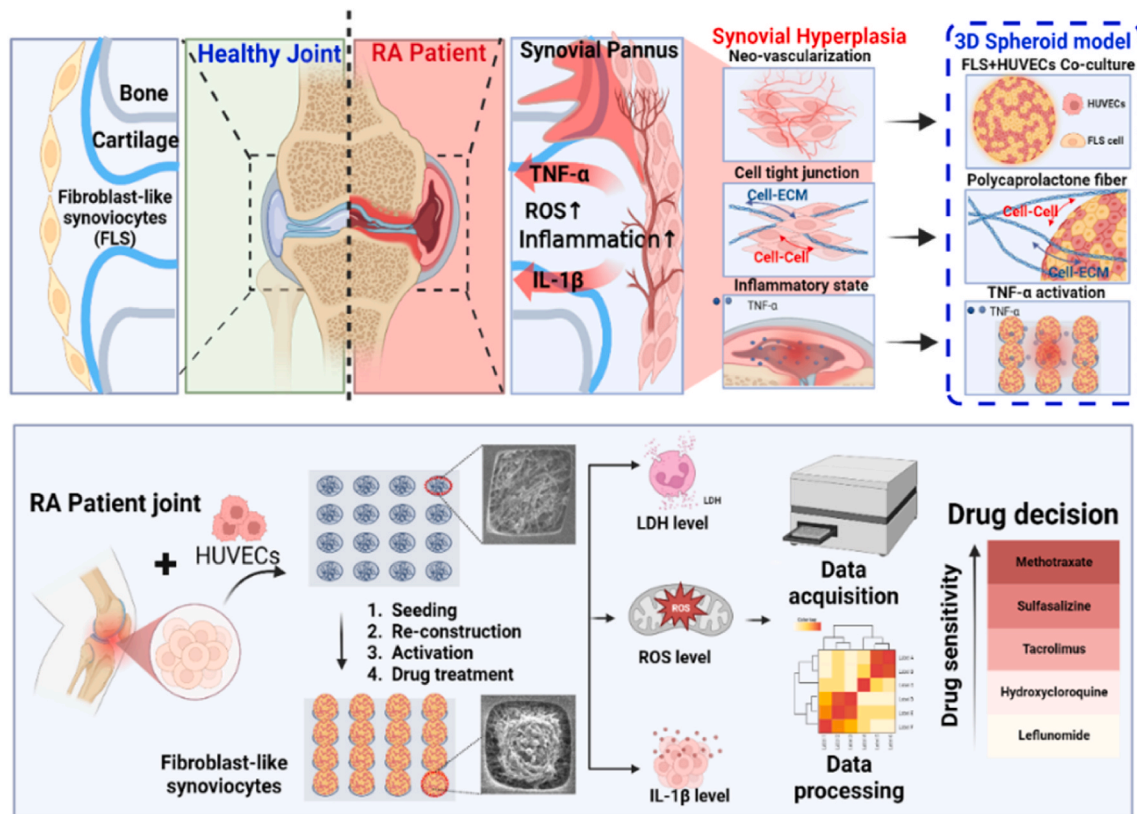 Healthy Joint
RA Patient
Bone
Cartilage
Fibroblast-like
synoviocytes
(FLS)
Synovial Pannus
TNF-α
ROS↑
Inflammation↑
IL-1β
Synovial Hyperplasia
Neo-vascularization
Cell tight junction
Cell-ECM
Cell-Cell
Inflammatory state
TNF-α
3D Spheroid model
FLS+HUVECs Co-culture
HUVECs
FLS cell
Polycaprolactone fiber
Cell-Cell
Cell-ECM
TNF-α activation
TNF-α
RA Patient joint
+
HUVECs
1. Seeding
2. Re-construction
3. Activation
4. Drug treatment
Fibroblast-like
synoviocytes
LDH
LDH level
ROS
ROS level
IL-1β level
Data
acquisition
Data
processing
Drug decision
Drug sensitivity
Methotraxate
Sulfasalizine
Tacrolimus
Hydroxycloroquine
Leflunomide